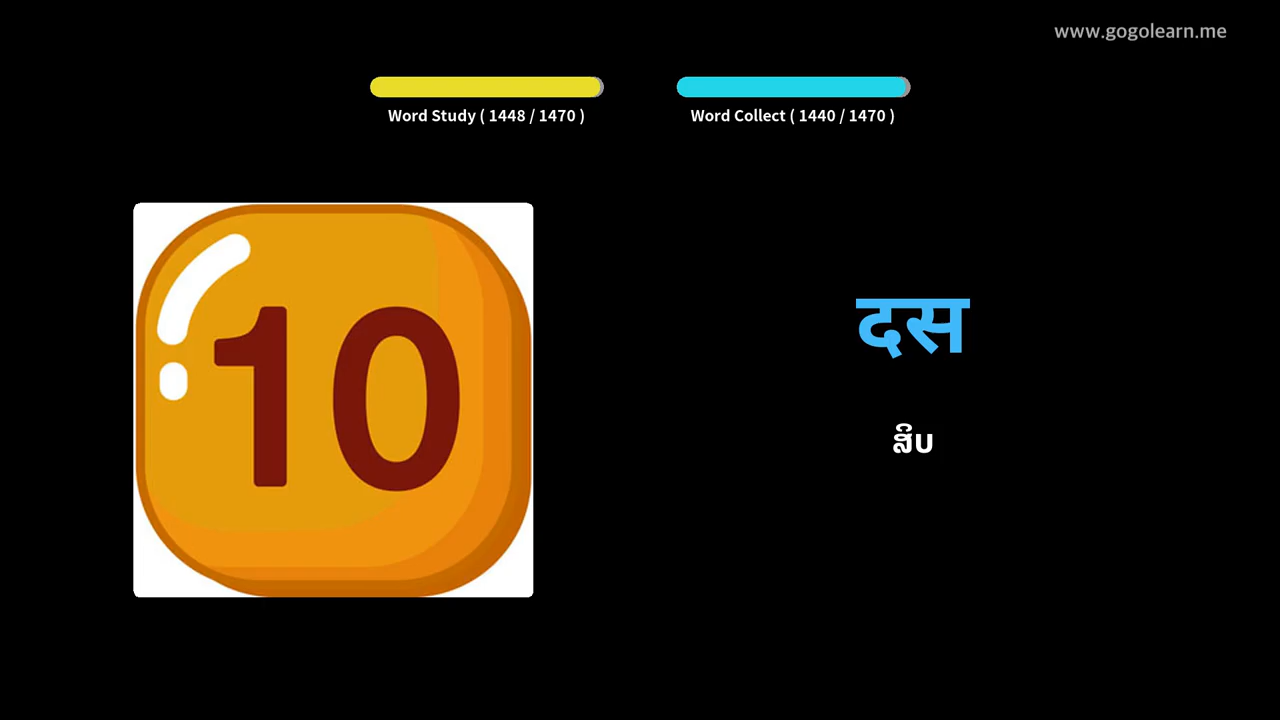 www.gogolearn.me
Word Study ( 1448 / 1470 )
Word Collect ( 1440 / 1470 )
10
दस
ສິບ